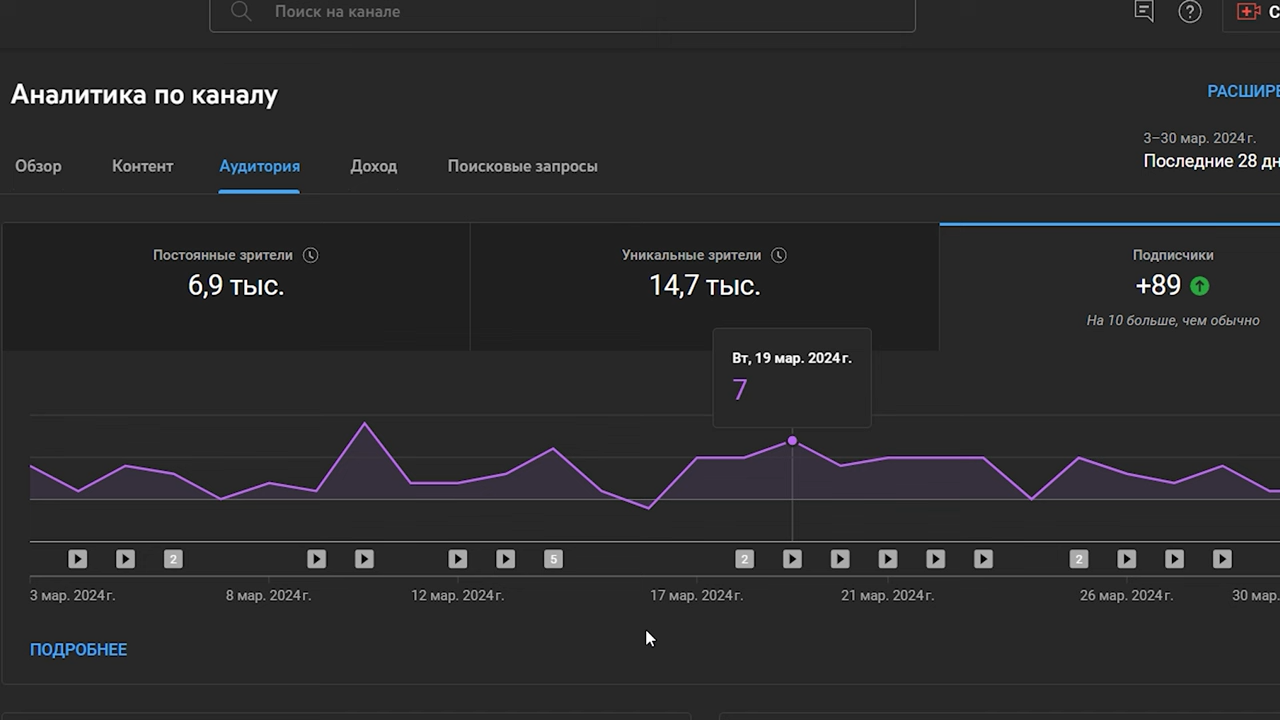 Поиск на канале
Аналитика по каналу
Обзор
Контент
Аудитория
Доход
Поисковые запросы
3–30 мар. 2024 г.
Последние 28
Постоянные зрители
6,9 тыс.
Уникальные зрители
14,7 тыс.
Подписчики
+89
На 10 больше, чем обычно
Вт, 19 мар. 2024 г.
7
2
5
2
2
3 мар. 2024 г.
8 мар. 2024 г.
12 мар. 2024 г.
17 мар. 2024 г.
21 мар. 2024 г.
26 мар. 2024 г.
30 мар.
ПОДРОБНЕЕ